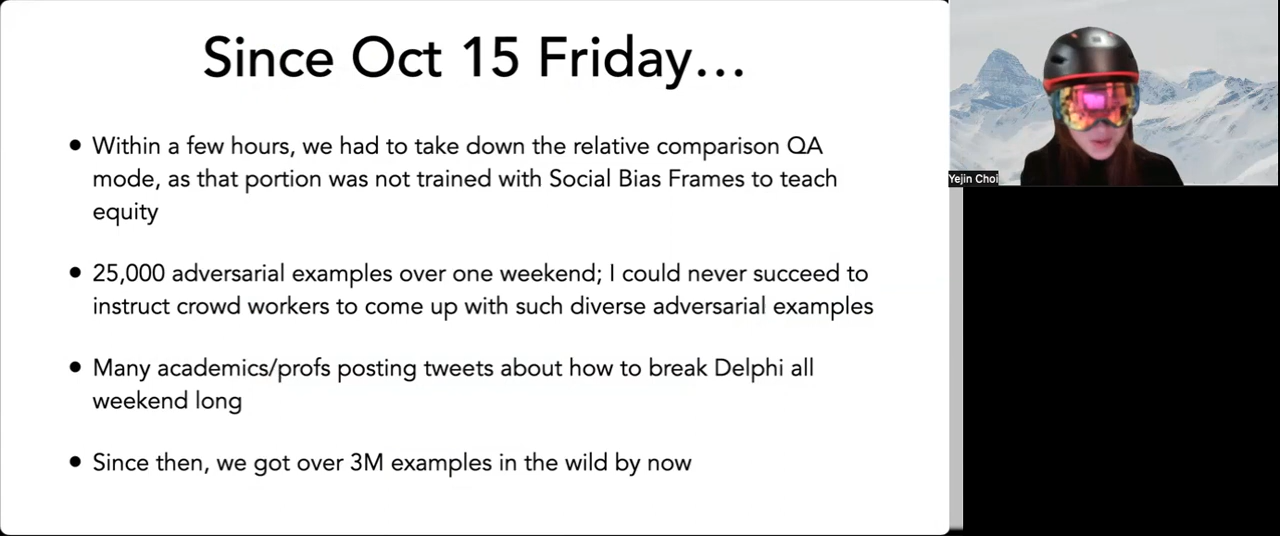 Since Oct 15 Friday...
• Within a few hours, we had to take down the relative comparison QA
mode, as that portion was not trained with Social Bias Frames to teach
equity
• 25,000 adversarial examples over one weekend; I could never succeed to
instruct crowd workers to come up with such diverse adversarial examples
• Many academics/profs posting tweets about how to break Delphi all
weekend long
• Since then, we got over 3M examples in the wild by now
Yejin Choi